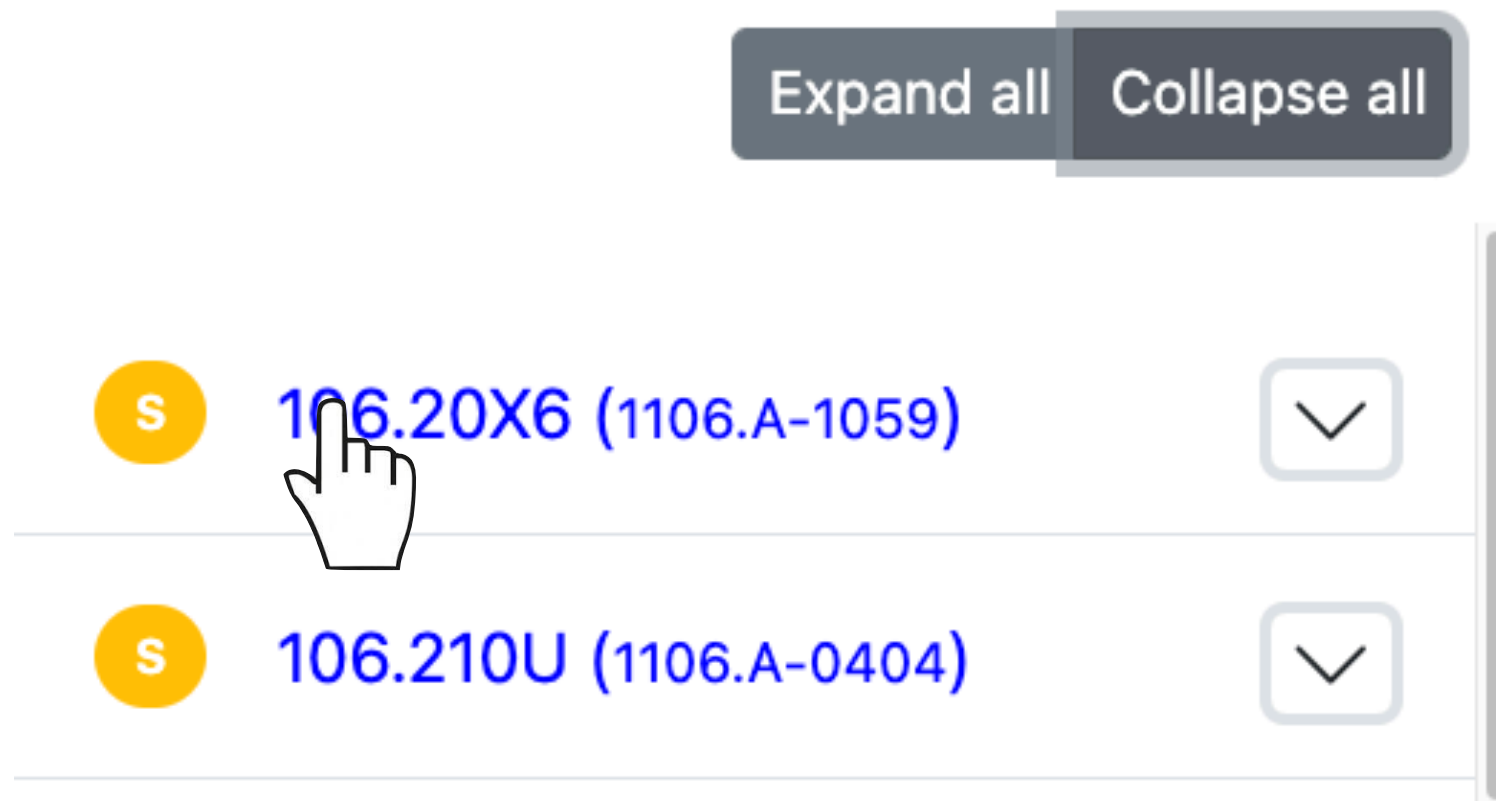 Expand all Collapse all
S 106.20X6 (1106.A-1059)
S 106.210U (1106.A-0404)